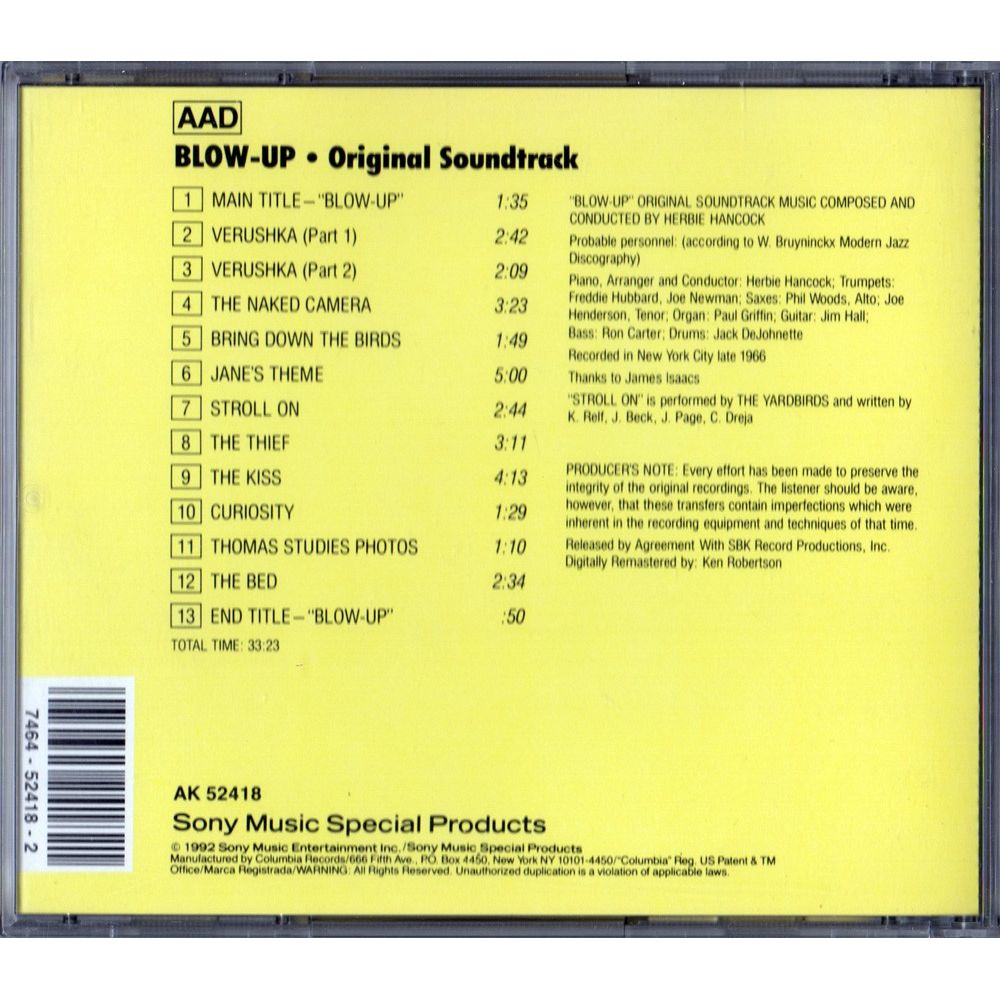 AAD
BLOW-UP • Original Soundtrack
1 MAIN TITLE–"BLOW-UP" 1:35
2 VERUSHKA (Part 1) 2:42
3 VERUSHKA (Part 2) 2:09
4 THE NAKED CAMERA 3:23
5 BRING DOWN THE BIRDS 1:49
6 JANE'S THEME 5:00
7 STROLL ON 2:44
8 THE THIEF 3:11
9 THE KISS 4:13
10 CURIOSITY 1:29
11 THOMAS STUDIES PHOTOS 1:10
12 THE BED 2:34
13 END TITLE–"BLOW-UP" :50
TOTAL TIME: 33:23
"BLOW-UP" ORIGINAL SOUNDTRACK MUSIC COMPOSED AND
CONDUCTED BY HERBIE HANCOCK
Probable personnel: (according to W. Bruyninckx Modern Jazz
Discography)
Piano, Arranger and Conductor: Herbie Hancock; Trumpets:
Freddie Hubbard, Joe Newman; Saxes: Phil Woods, Alto; Joe
Henderson, Tenor; Organ: Paul Griffin; Guitar: Jim Hall;
Bass: Ron Carter; Drums: Jack DeJohnette
Recorded in New York City late 1966
Thanks to James Isaacs
"STROLL ON" is performed by THE YARDBIRDS and written by
K. Relf, J. Beck, J. Page, C. Dreja
PRODUCER'S NOTE: Every effort has been made to preserve the
integrity of the original recordings. The listener should be aware,
however, that these transfers contain imperfections which were
inherent in the recording equipment and techniques of that time.
Released by Agreement With SBK Record Productions, Inc.
Digitally Remastered by: Ken Robertson
7464 - 52418 - 2
AK 52418
Sony Music Special Products
© 1992 Sony Music Entertainment Inc./Sony Music Special Products
Manufactured by Columbia Records/666 Fifth Ave., P.O. Box 4450, New York NY 10101-4450/"Columbia" Reg. US Patent & TM
Office/Marca Registrada/WARNING: All Rights Reserved. Unauthorized duplication is a violation of applicable laws.